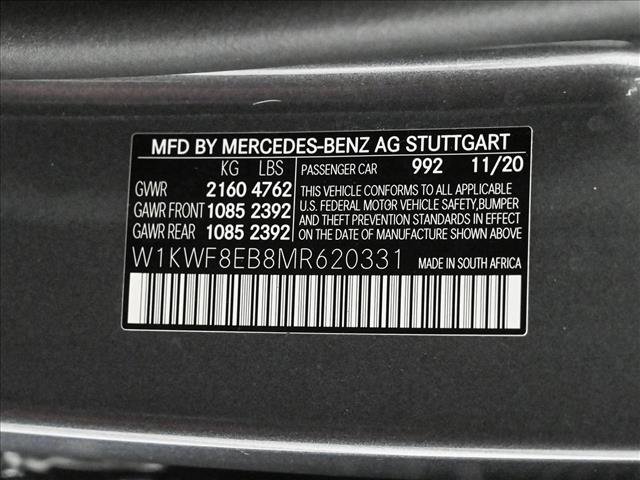 MFD BY MERCEDES-BENZ AG STUTTGART
KG LBS PASSENGER CAR 992 11/20
GVWR 2160 4762
GAWR FRONT 1085 2392
GAWR REAR 1085 2392
THIS VEHICLE CONFORMS TO ALL APPLICABLE
U.S. FEDERAL MOTOR VEHICLE SAFETY,BUMPER
AND THEFT PREVENTION STANDARDS IN EFFECT
ON THE DATE OF MANUFACTURE SHOWN ABOVE.
W1KWF8EB8MR620331 MADE IN SOUTH AFRICA